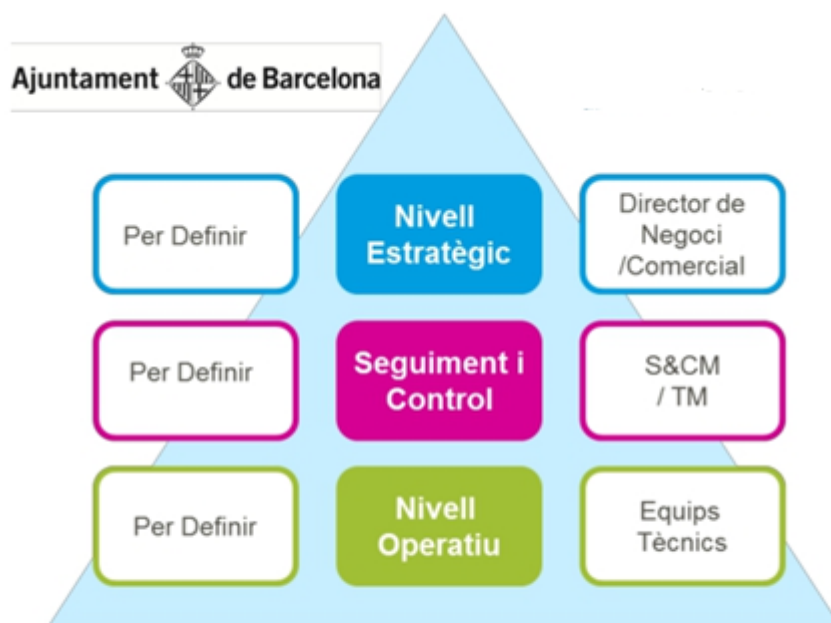 Ajuntament de Barcelona
Per Definir
Nivell
Estratègic
Director de
Negoci
/Comercial
Per Definir
Seguiment i
Control
S&CM
/ TM
Per Definir
Nivell
Operatiu
Equips
Tècnics